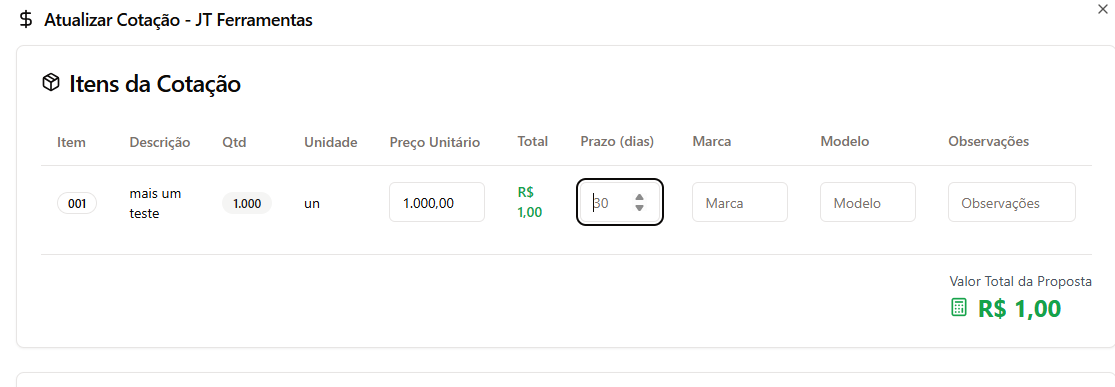 Atualizar Cotação - JT Ferramentas
Itens da Cotação
Item Descrição Qtd Unidade Preço Unitário Total Prazo (dias) Marca Modelo Observações
001 mais um teste 1.000 un 1.000,00 R$ 1,00 30 Marca Modelo Observações
Valor Total da Proposta
R$ 1,00